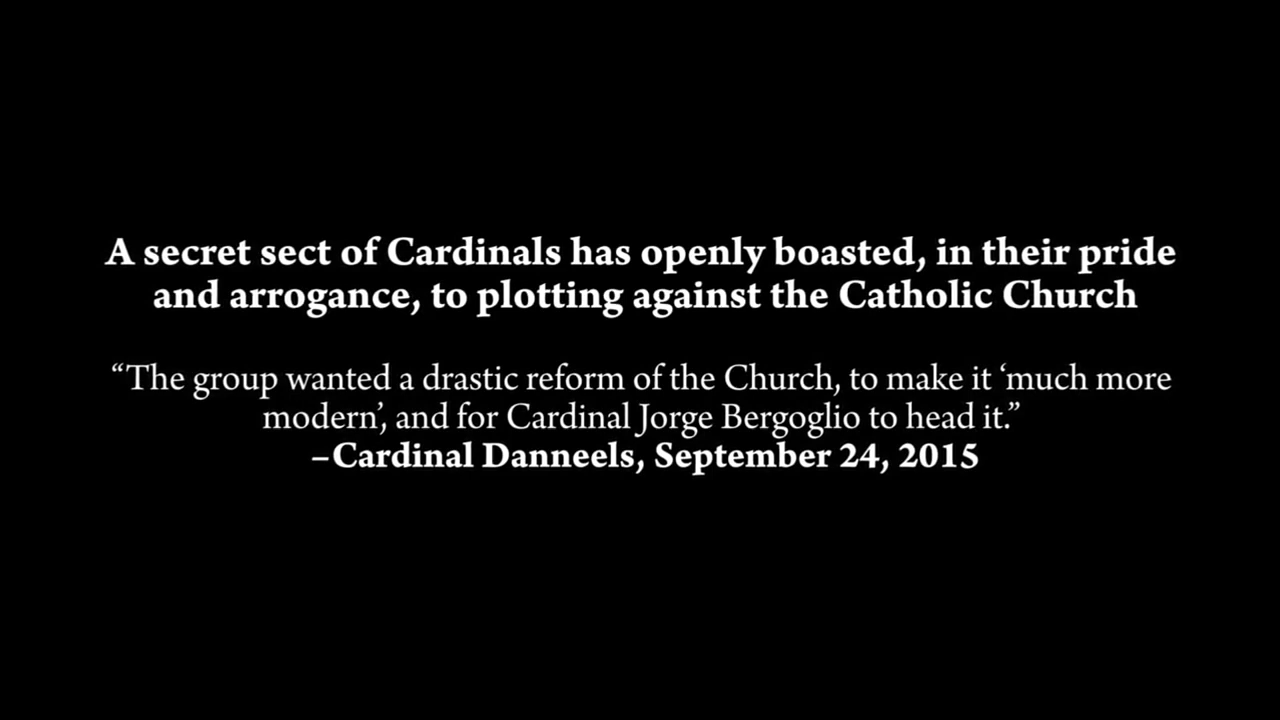 A secret sect of Cardinals has openly boasted, in their pride
and arrogance, to plotting against the Catholic Church
“The group wanted a drastic reform of the Church, to make it ‘much more
modern’, and for Cardinal Jorge Bergoglio to head it.”
–Cardinal Danneels, September 24, 2015